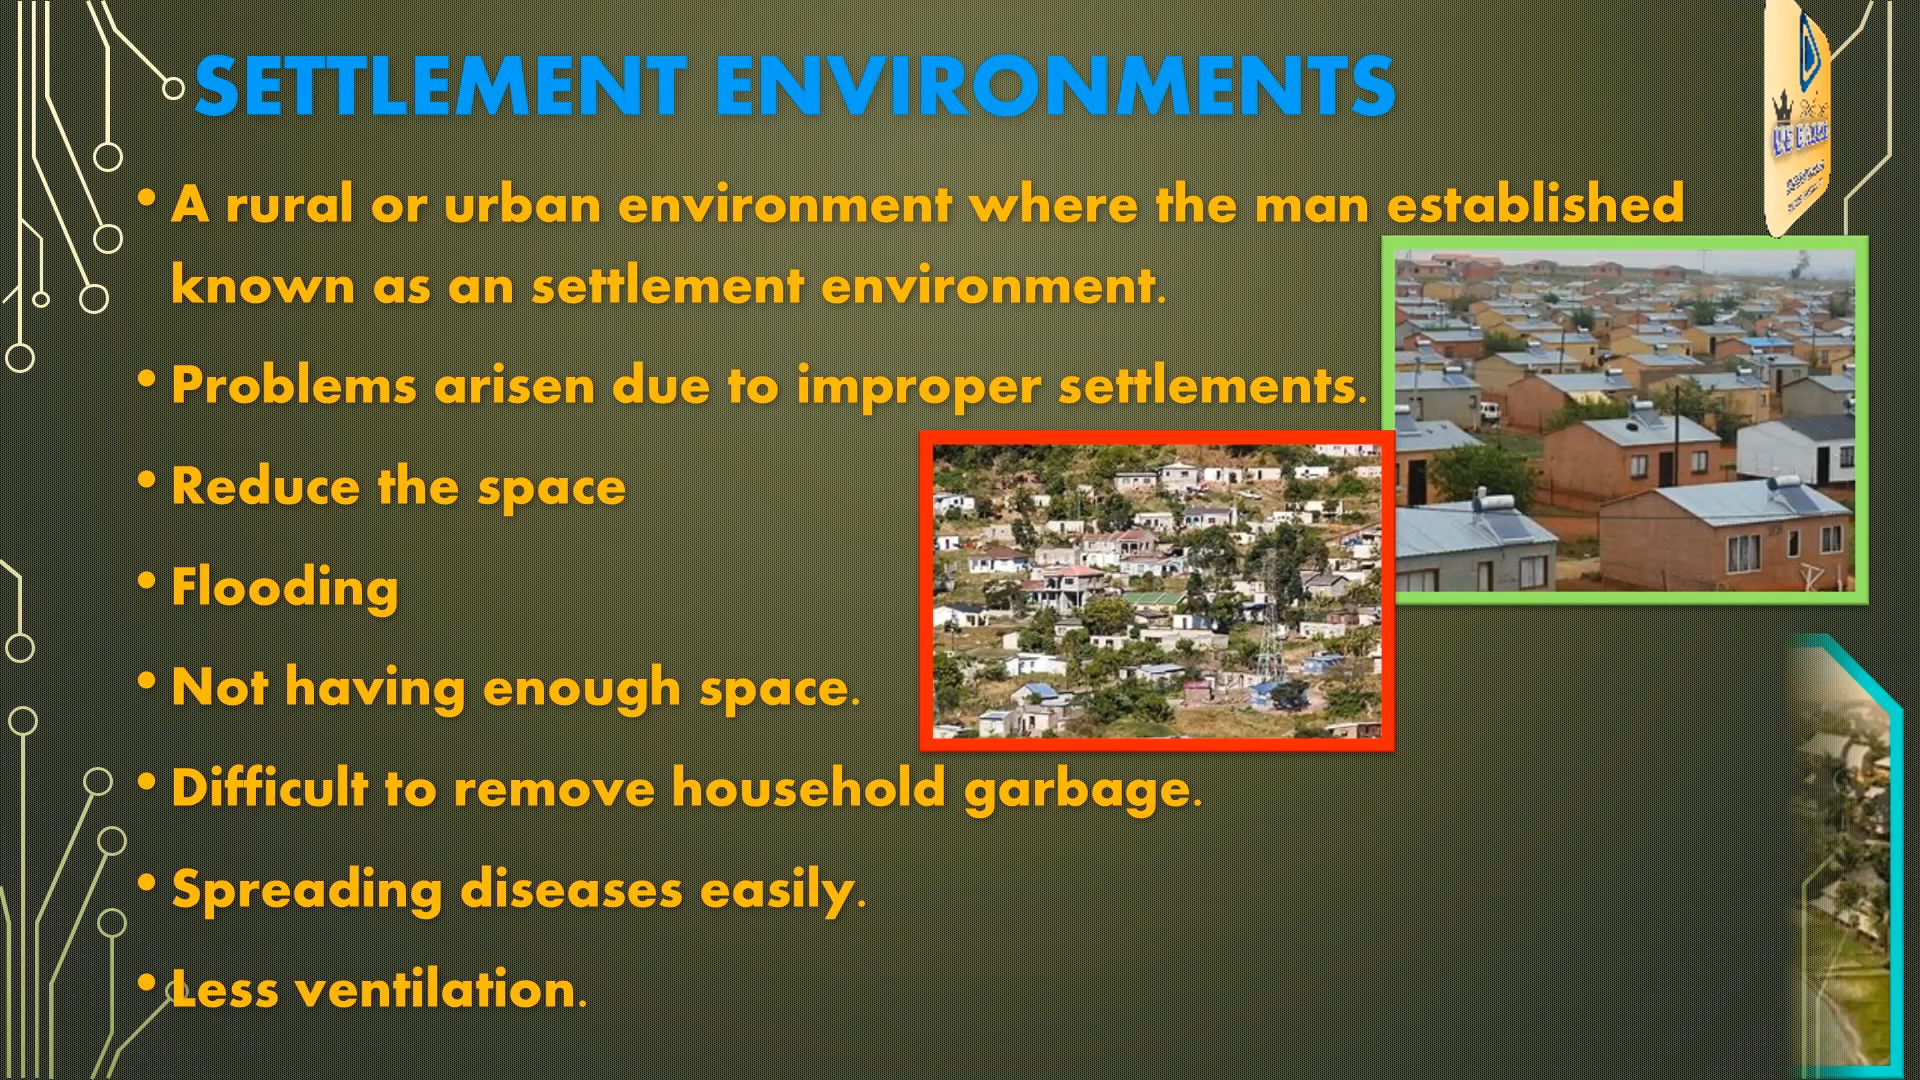 SETTLEMENT ENVIRONMENTS
• A rural or urban environment where the man established
known as an settlement environment.
• Problems arisen due to improper settlements.
• Reduce the space
• Flooding
• Not having enough space.
• Difficult to remove household garbage.
• Spreading diseases easily.
• Less ventilation.